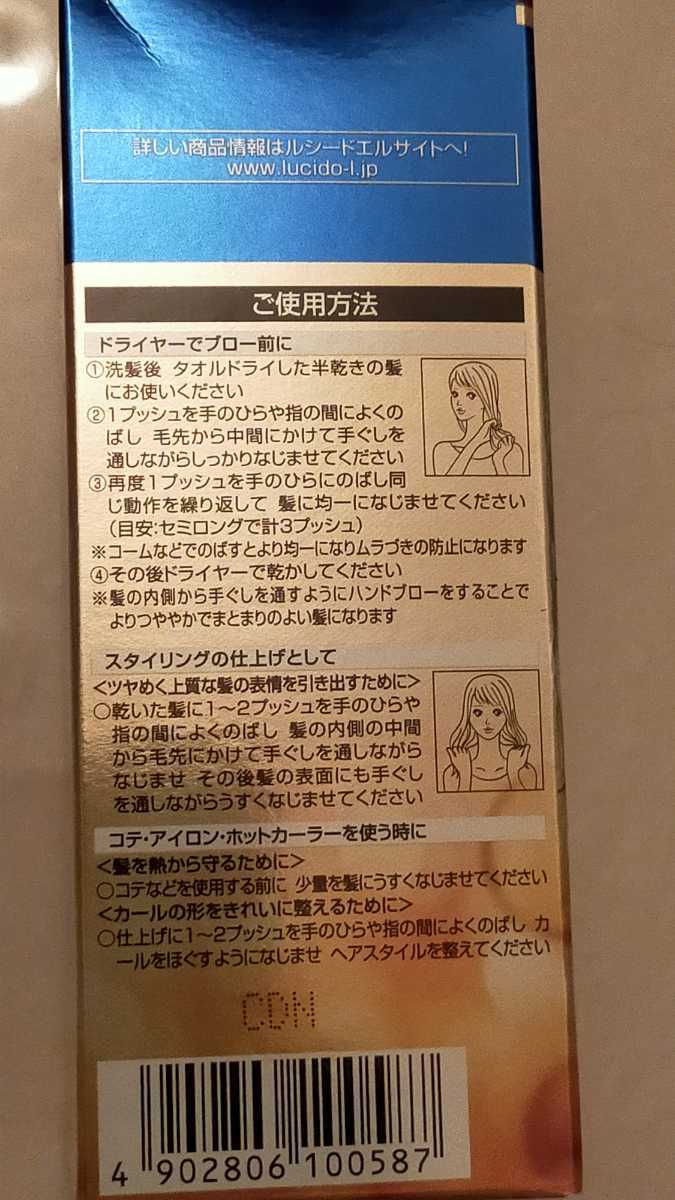 詳しい商品情報はルシードエルサイトへ!
www.lucido-l.jp
ご使用方法
ドライヤーでブロー前に
①洗髪後 タオルドライした半乾きの髪
にお使いください
②1プッシュを手のひらや指の間によくの
ばし 毛先から中間にかけて手ぐしを
通しながらしっかりなじませてください
③再度1プッシュを手のひらにのばし同
じ動作を繰り返して 髪に均一になじませてください
(目安:セミロングで計3プッシュ)
※コームなどでのばすとより均一になりムラづきの防止になります
④その後ドライヤーで乾かしてください
※髪の内側から手ぐしを通すようにハンドブローをすることで
よりつややかでまとまりのよい髪になります
スタイリングの仕上げとして
<ツヤめく上質な髪の表情を引き出すために>
○乾いた髪に1〜2プッシュを手のひらや
指の間によくのばし 髪の内側の中間
から毛先にかけて手ぐしを通しながら
なじませ その後髪の表面にも手ぐし
を通しながらうすくなじませてください
コテ・アイロン・ホットカーラーを使う時に
<髪を熱から守るために>
○コテなどを使用する前に 少量を髪にうすくなじませてください
<カールの形をきれいに整えるために>
○仕上げに1〜2プッシュを手のひらや指の間によくのばし カ
ールをほぐすようになじませ ヘアスタイルを整えてください
CDN
4 902806 100587